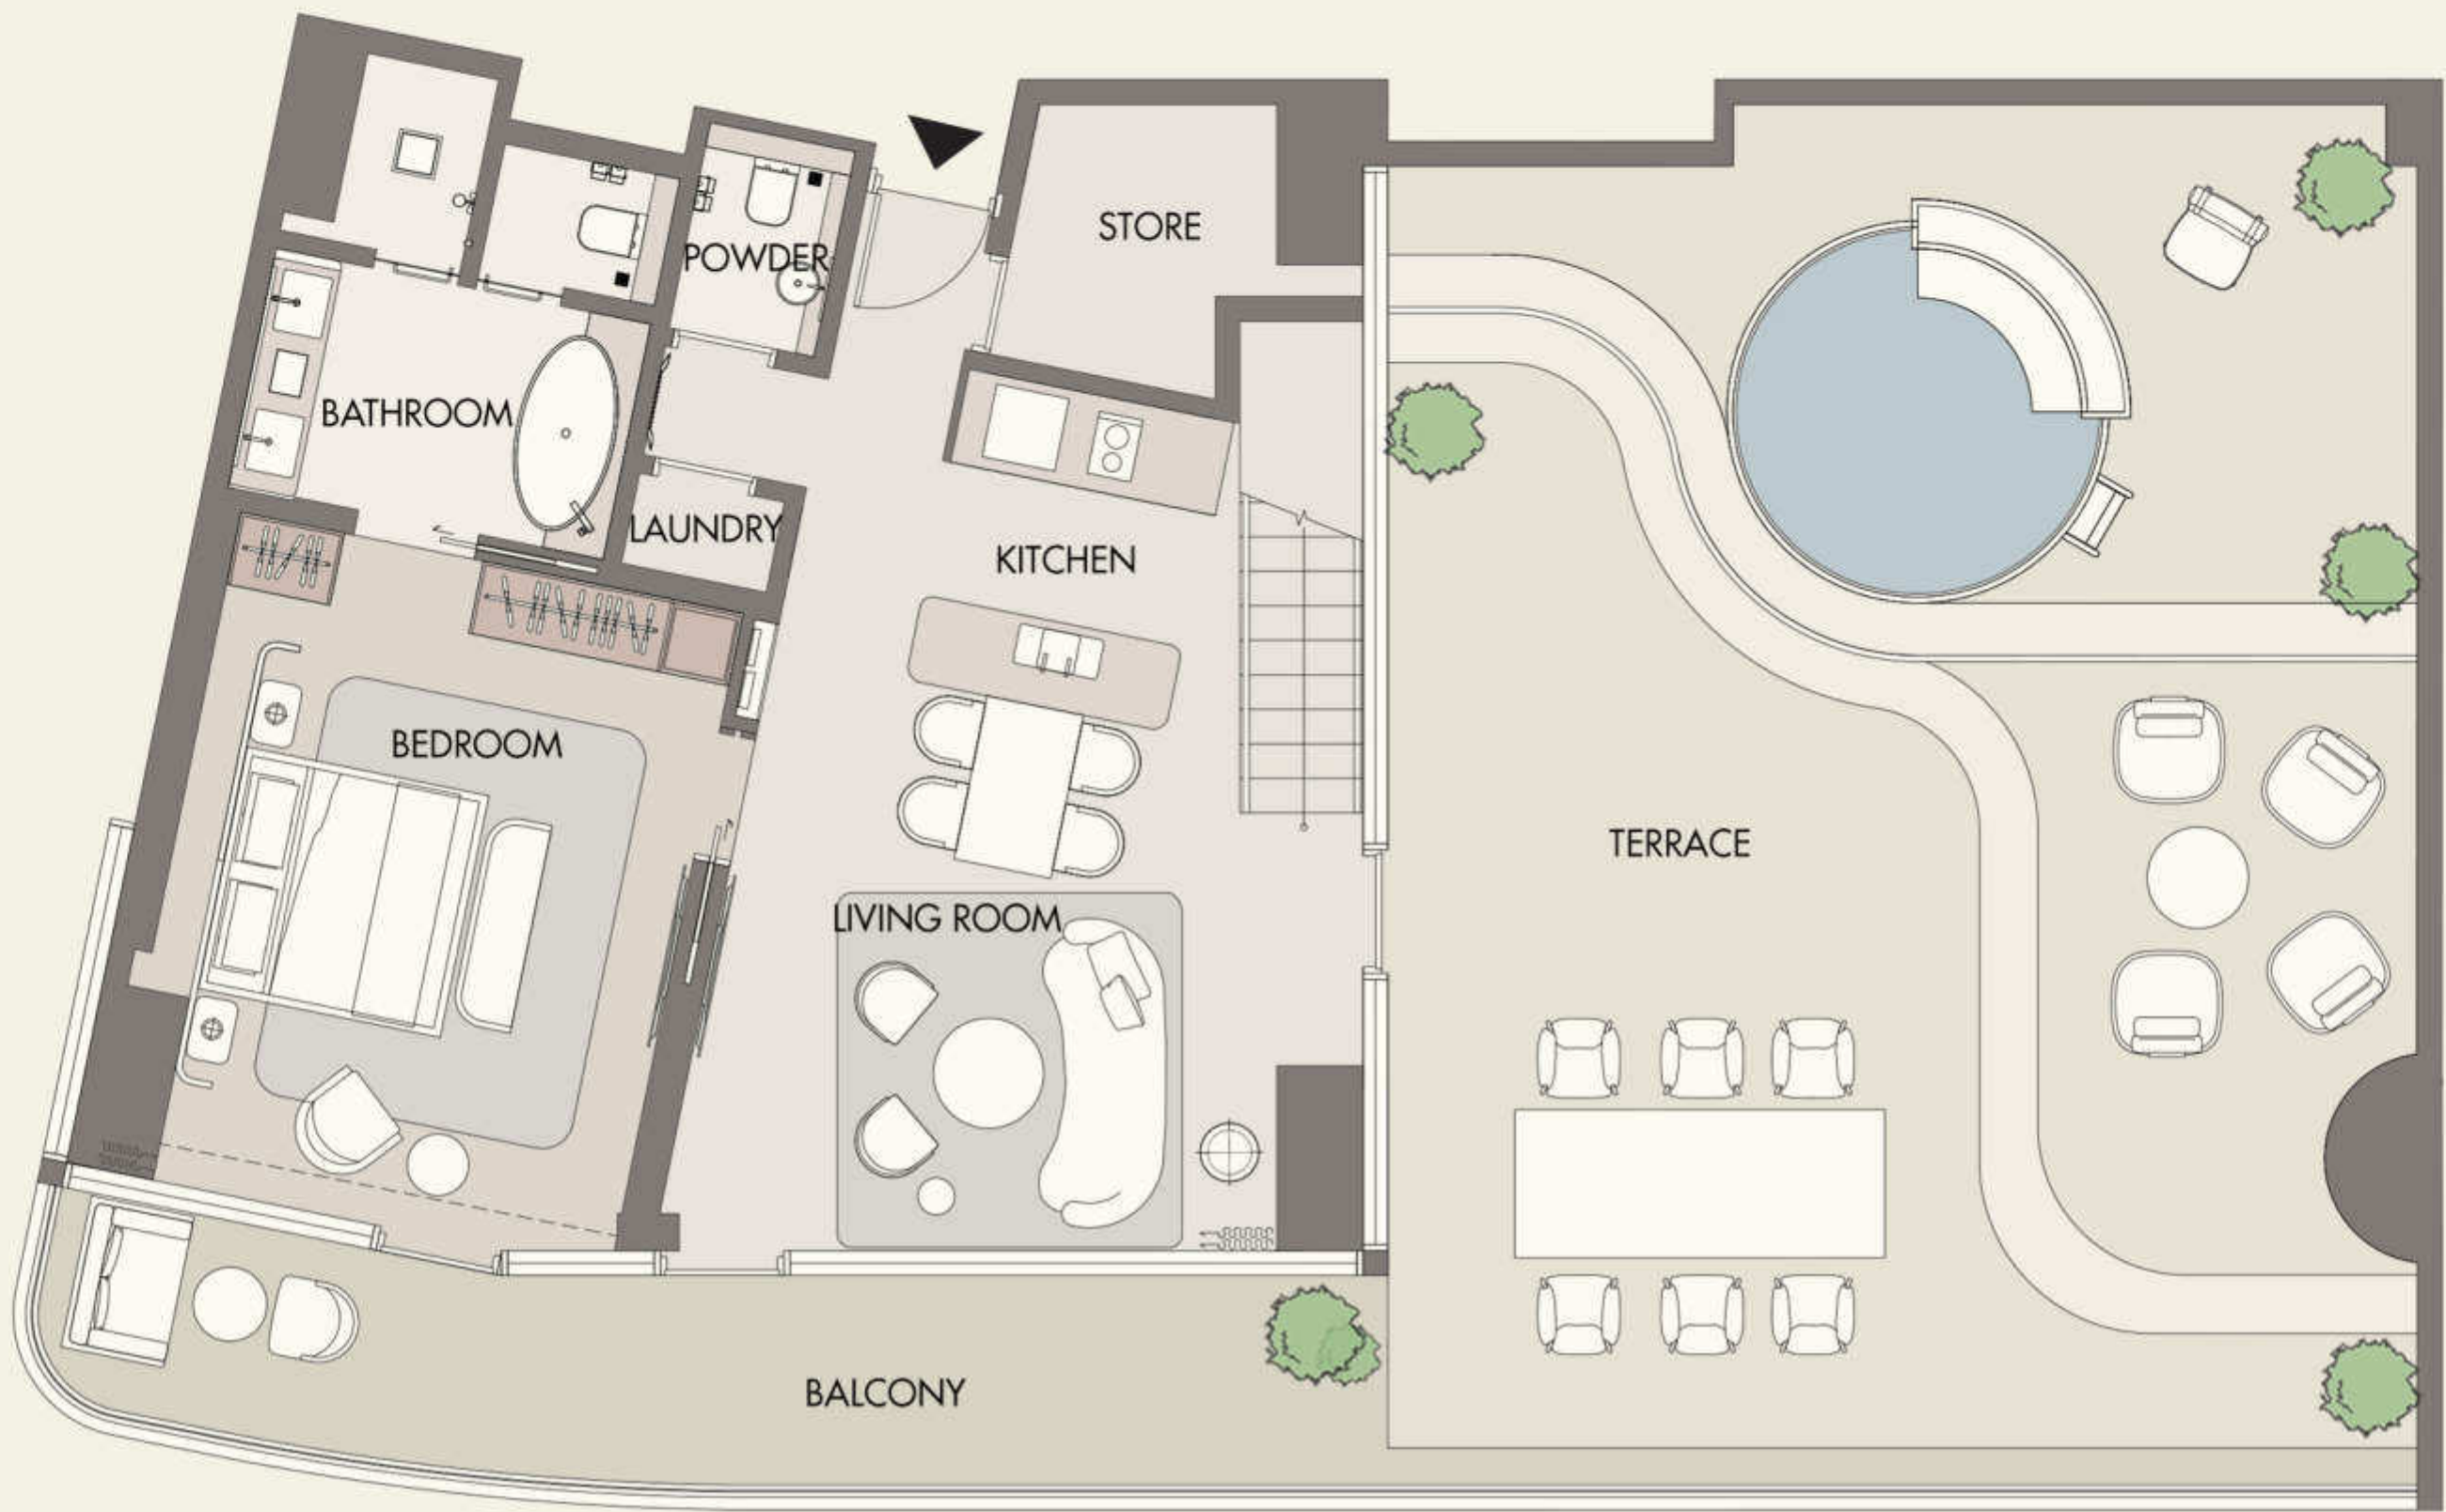 STORE
POWDER
BATHROOM
LAUNDRY
KITCHEN
BEDROOM
TERRACE
LIVING ROOM
BALCONY